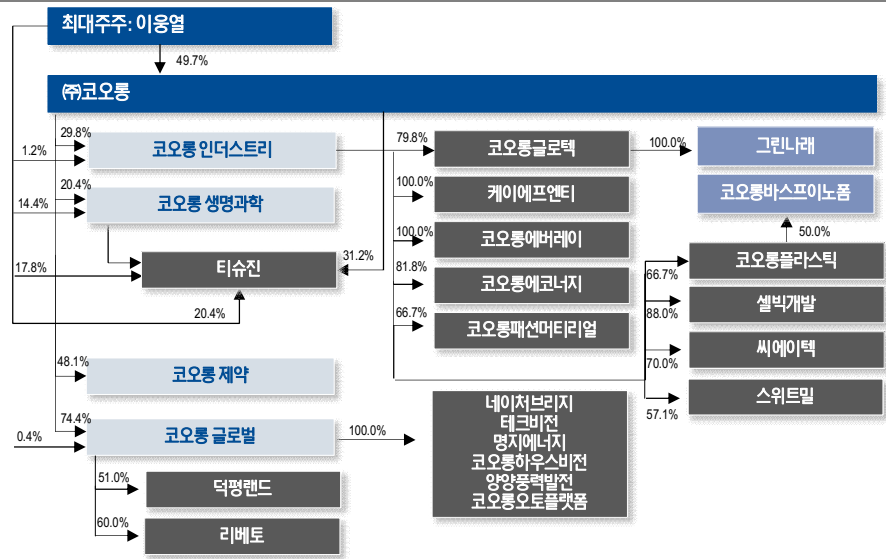 최대주주: 이웅열
49.7%
㈜코오롱
29.8%
1.2%
코오롱 인더스트리
79.8%
코오롱글로텍
100.0%
그린나래
20.4%
14.4%
코오롱 생명과학
100.0%
케이에프엔티
코오롱바스프이노폼
50.0%
100.0%
코오롱에버레이
31.2%
티슈진
17.8%
20.4%
81.8%
코오롱에코너지
66.7%
코오롱플라스틱
66.7%
코오롱패션머티리얼
88.0%
셀빅개발
70.0%
씨에이텍
57.1%
스위트밀
48.1%
코오롱 제약
74.4%
0.4%
코오롱 글로벌
100.0%
네이처브리지
테크비전
명지에너지
코오롱하우스비전
양양풍력발전
코오롱오토플랫폼
51.0%
덕평랜드
60.0%
리베토